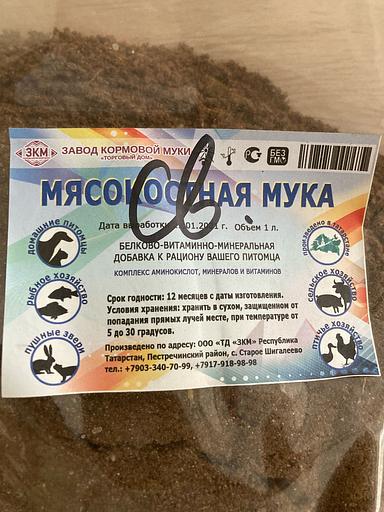 ЗКМ
ЗАВОД КОРМОВОЙ МУКИ
«ТОРГОВЫЙ ДОМ»
БЕЗ ГМО
МЯСОКОСТНАЯ МУКА
Дата выработки .01.20 1 г. Объем 1 л.
БЕЛКОВО-ВИТАМИННО-МИНЕРАЛЬНАЯ
ДОБАВКА К РАЦИОНУ ВАШЕГО ПИТОМЦА
КОМПЛЕКС АМИНОКИСЛОТ, МИНЕРАЛОВ И ВИТАМИНОВ
домашние питомцы
рыбное хозяйство
пушные звери
произведено в татарстане
сельское хозяйство
птичье хозяйство
Срок годности: 12 месяцев с даты изготовления.
Условия хранения: хранить в сухом, защищенном от
попадания прямых лучей месте, при температуре от
5 до 30 градусов.
Произведено по адресу: ООО «ТД «ЗКМ» Республика
Татарстан, Пестречинский район, с. Старое Шигалеево
тел.: +7903-340-70-99, +7917-918-98-98